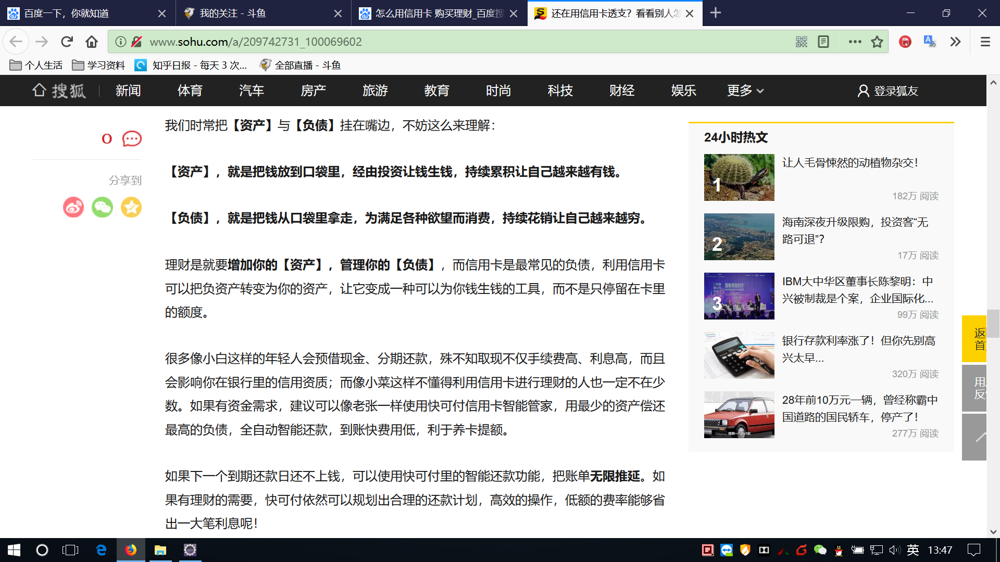 百度一下，你就知道
我的关注 - 斗鱼
怎么用信用卡 购买理财_百度搜
还在用信用卡透支？看看别人怎
www.sohu.com/a/209742731_100069602
个人生活
学习资料
知乎日报 - 每天 3 次...
全部直播 - 斗鱼
搜狐
新闻
体育
汽车
房产
旅游
教育
时尚
科技
财经
娱乐
更多
登录狐友
0
分享到
我们时常把【资产】与【负债】挂在嘴边，不妨这么来理解：
【资产】，就是把钱放到口袋里，经由投资让钱生钱，持续累积让自己越来越有钱。
【负债】，就是把钱从口袋里拿走，为满足各种欲望而消费，持续花销让自己越来越穷。
理财是就要增加你的【资产】，管理你的【负债】，而信用卡是最常见的负债，利用信用卡
可以把负资产转变为你的资产，让它变成一种可以为你钱生钱的工具，而不是只停留在卡里
的额度。
很多像小白这样的年轻人会预借现金、分期还款，殊不知取现不仅手续费高、利息高，而且
会影响你在银行里的信用资质；而像小菜这样不懂得利用信用卡进行理财的人也一定不在少
数。如果有资金需求，建议可以像老张一样使用快可付信用卡智能管家，用最少的资产偿还
最高的负债，全自动智能还款，到账快费用低，利于养卡提额。
如果下一个到期还款日还不上钱，可以使用快可付里的智能还款功能，把账单无限推延。如
果有理财的需要，快可付依然可以规划出合理的还款计划，高效的操作，低额的费率能够省
出一大笔利息呢！
24小时热文
1
让人毛骨悚然的动植物杂交！
182万 阅读
2
海南深夜升级限购，投资客“无
路可退”？
17万 阅读
3
IBM大中华区董事长陈黎明：中
兴被制裁是个案，企业国际化...
99万 阅读
银行存款利率涨了！但你先别高
兴太早...
320万 阅读
28年前10万元一辆，曾经称霸中
国道路的国民轿车，停产了！
277万 阅读
按照一汽的计划
返
首
用
反
英
13:47